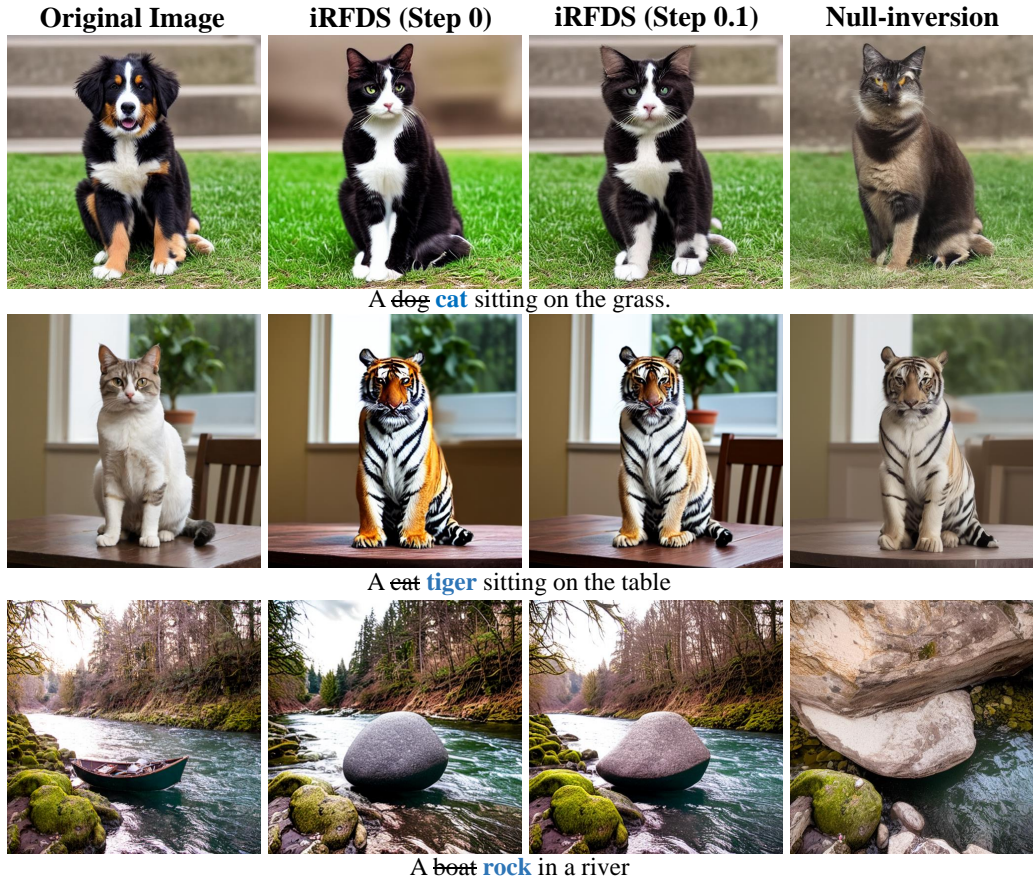 Original Image iRFDS (Step 0) iRFDS (Step 0.1) Null-inversion
A dog cat sitting on the grass.
A cat tiger sitting on the table
A boat rock in a river